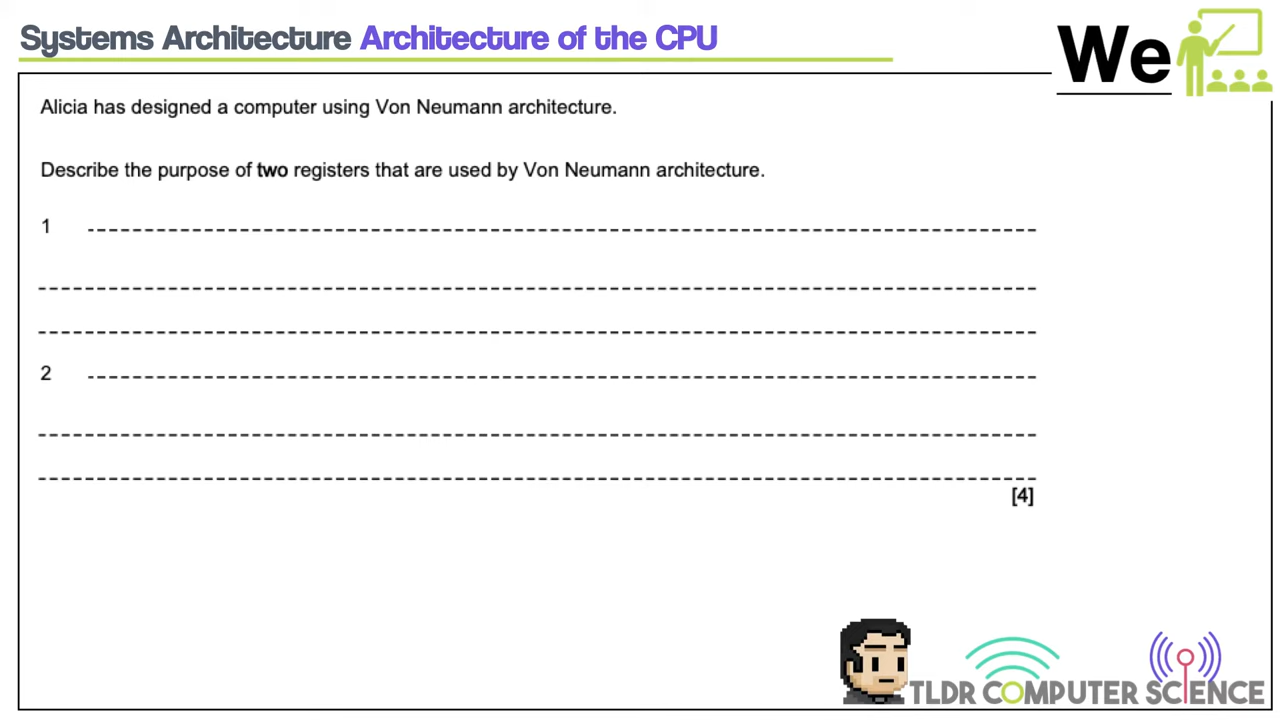 Systems Architecture Architecture of the CPU
We
Alicia has designed a computer using Von Neumann architecture.
Describe the purpose of two registers that are used by Von Neumann architecture.
1
2
[4]
TLDR COMPUTER SCIENCE